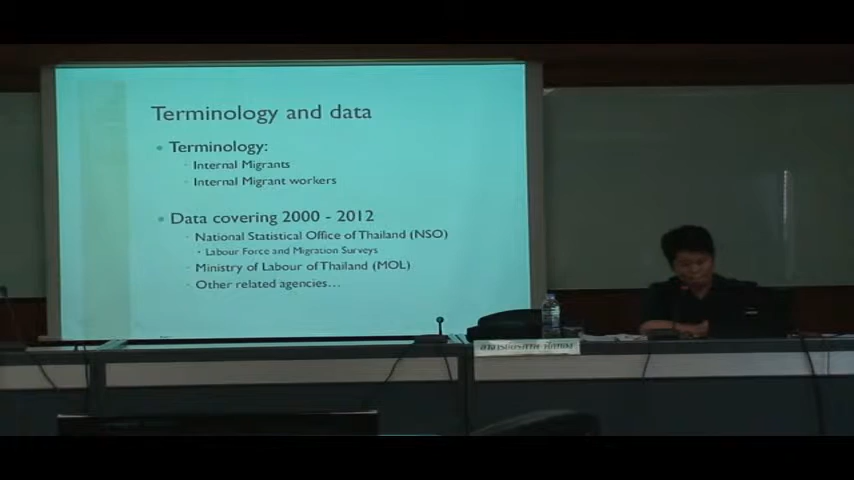 Terminology and data
• Terminology:
- Internal Migrants
- Internal Migrant workers
• Data covering 2000 - 2012
- National Statistical Office of Thailand (NSO)
• Labour Force and Migration Surveys
- Ministry of Labour of Thailand (MOL)
- Other related agencies...